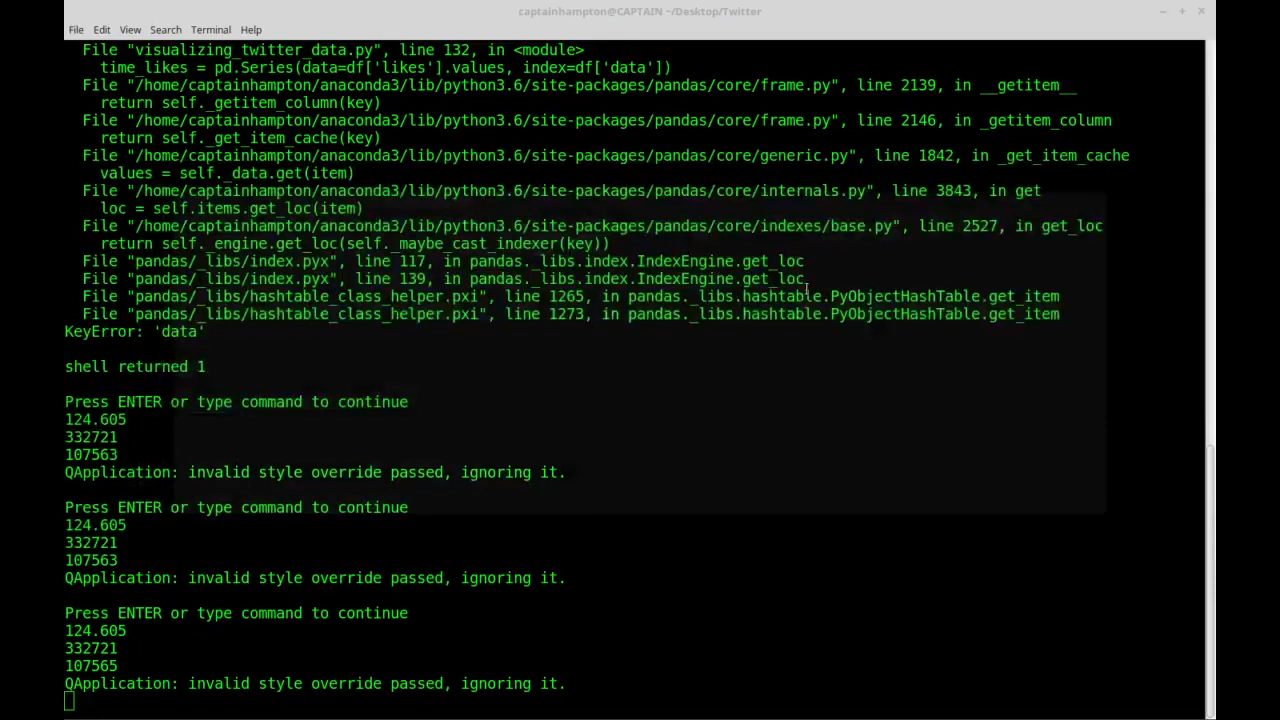 captainhampton@CAPTAIN ~/Desktop/Twitter
File Edit View Search Terminal Help
File "visualizing_twitter_data.py", line 132, in <module>
time_likes = pd.Series(data=df['likes'].values, index=df['data'])
File "/home/captainhampton/anaconda3/lib/python3.6/site-packages/pandas/core/frame.py", line 2139, in __getitem__
return self._getitem_column(key)
File "/home/captainhampton/anaconda3/lib/python3.6/site-packages/pandas/core/frame.py", line 2146, in _getitem_column
return self._get_item_cache(key)
File "/home/captainhampton/anaconda3/lib/python3.6/site-packages/pandas/core/generic.py", line 1842, in _get_item_cache
values = self._data.get(item)
File "/home/captainhampton/anaconda3/lib/python3.6/site-packages/pandas/core/internals.py", line 3843, in get
loc = self.items.get_loc(item)
File "/home/captainhampton/anaconda3/lib/python3.6/site-packages/pandas/core/indexes/base.py", line 2527, in get_loc
return self._engine.get_loc(self._maybe_cast_indexer(key))
File "pandas/_libs/index.pyx", line 117, in pandas._libs.index.IndexEngine.get_loc
File "pandas/_libs/index.pyx", line 139, in pandas._libs.index.IndexEngine.get_loc
File "pandas/_libs/hashtable_class_helper.pxi", line 1265, in pandas._libs.hashtable.PyObjectHashTable.get_item
File "pandas/_libs/hashtable_class_helper.pxi", line 1273, in pandas._libs.hashtable.PyObjectHashTable.get_item
KeyError: 'data'
shell returned 1
Press ENTER or type command to continue
124.605
332721
107563
QApplication: invalid style override passed, ignoring it.
Press ENTER or type command to continue
124.605
332721
107563
QApplication: invalid style override passed, ignoring it.
Press ENTER or type command to continue
124.605
332721
107565
QApplication: invalid style override passed, ignoring it.